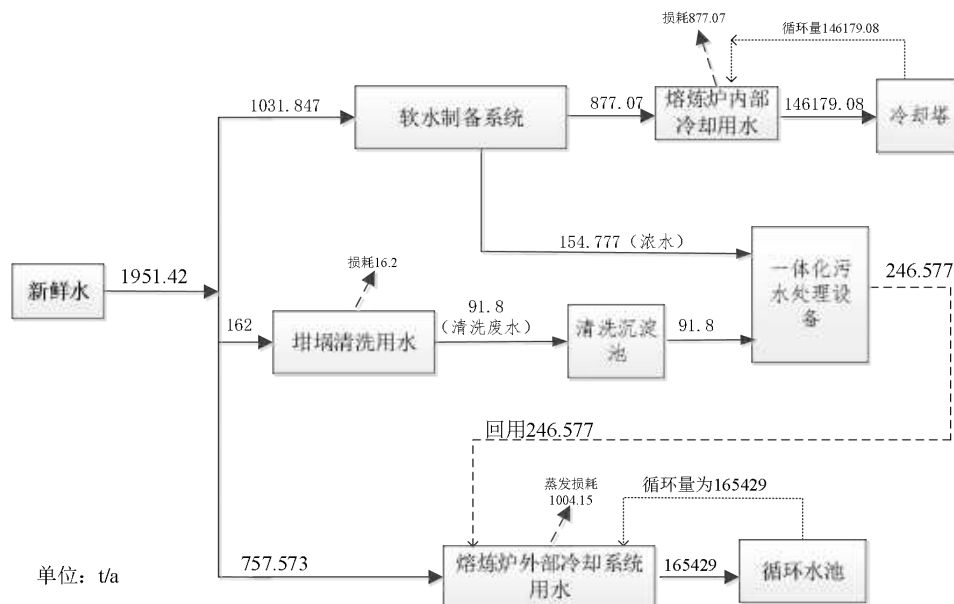 损耗877.07
循环量146179.08
1031.847
软水制备系统
877.07
熔炼炉内部
冷却用水
146179.08
冷却塔
154.777（浓水）
一体化污
水处理设
备
246.577
新鲜水
1951.42
损耗16.2
162
坩埚清洗用水
91.8
（清洗废水）
清洗沉淀
池
91.8
回用246.577
蒸发损耗
1004.15
循环量为165429
757.573
熔炼炉外部冷却系统
用水
165429
循环水池
单位：t/a